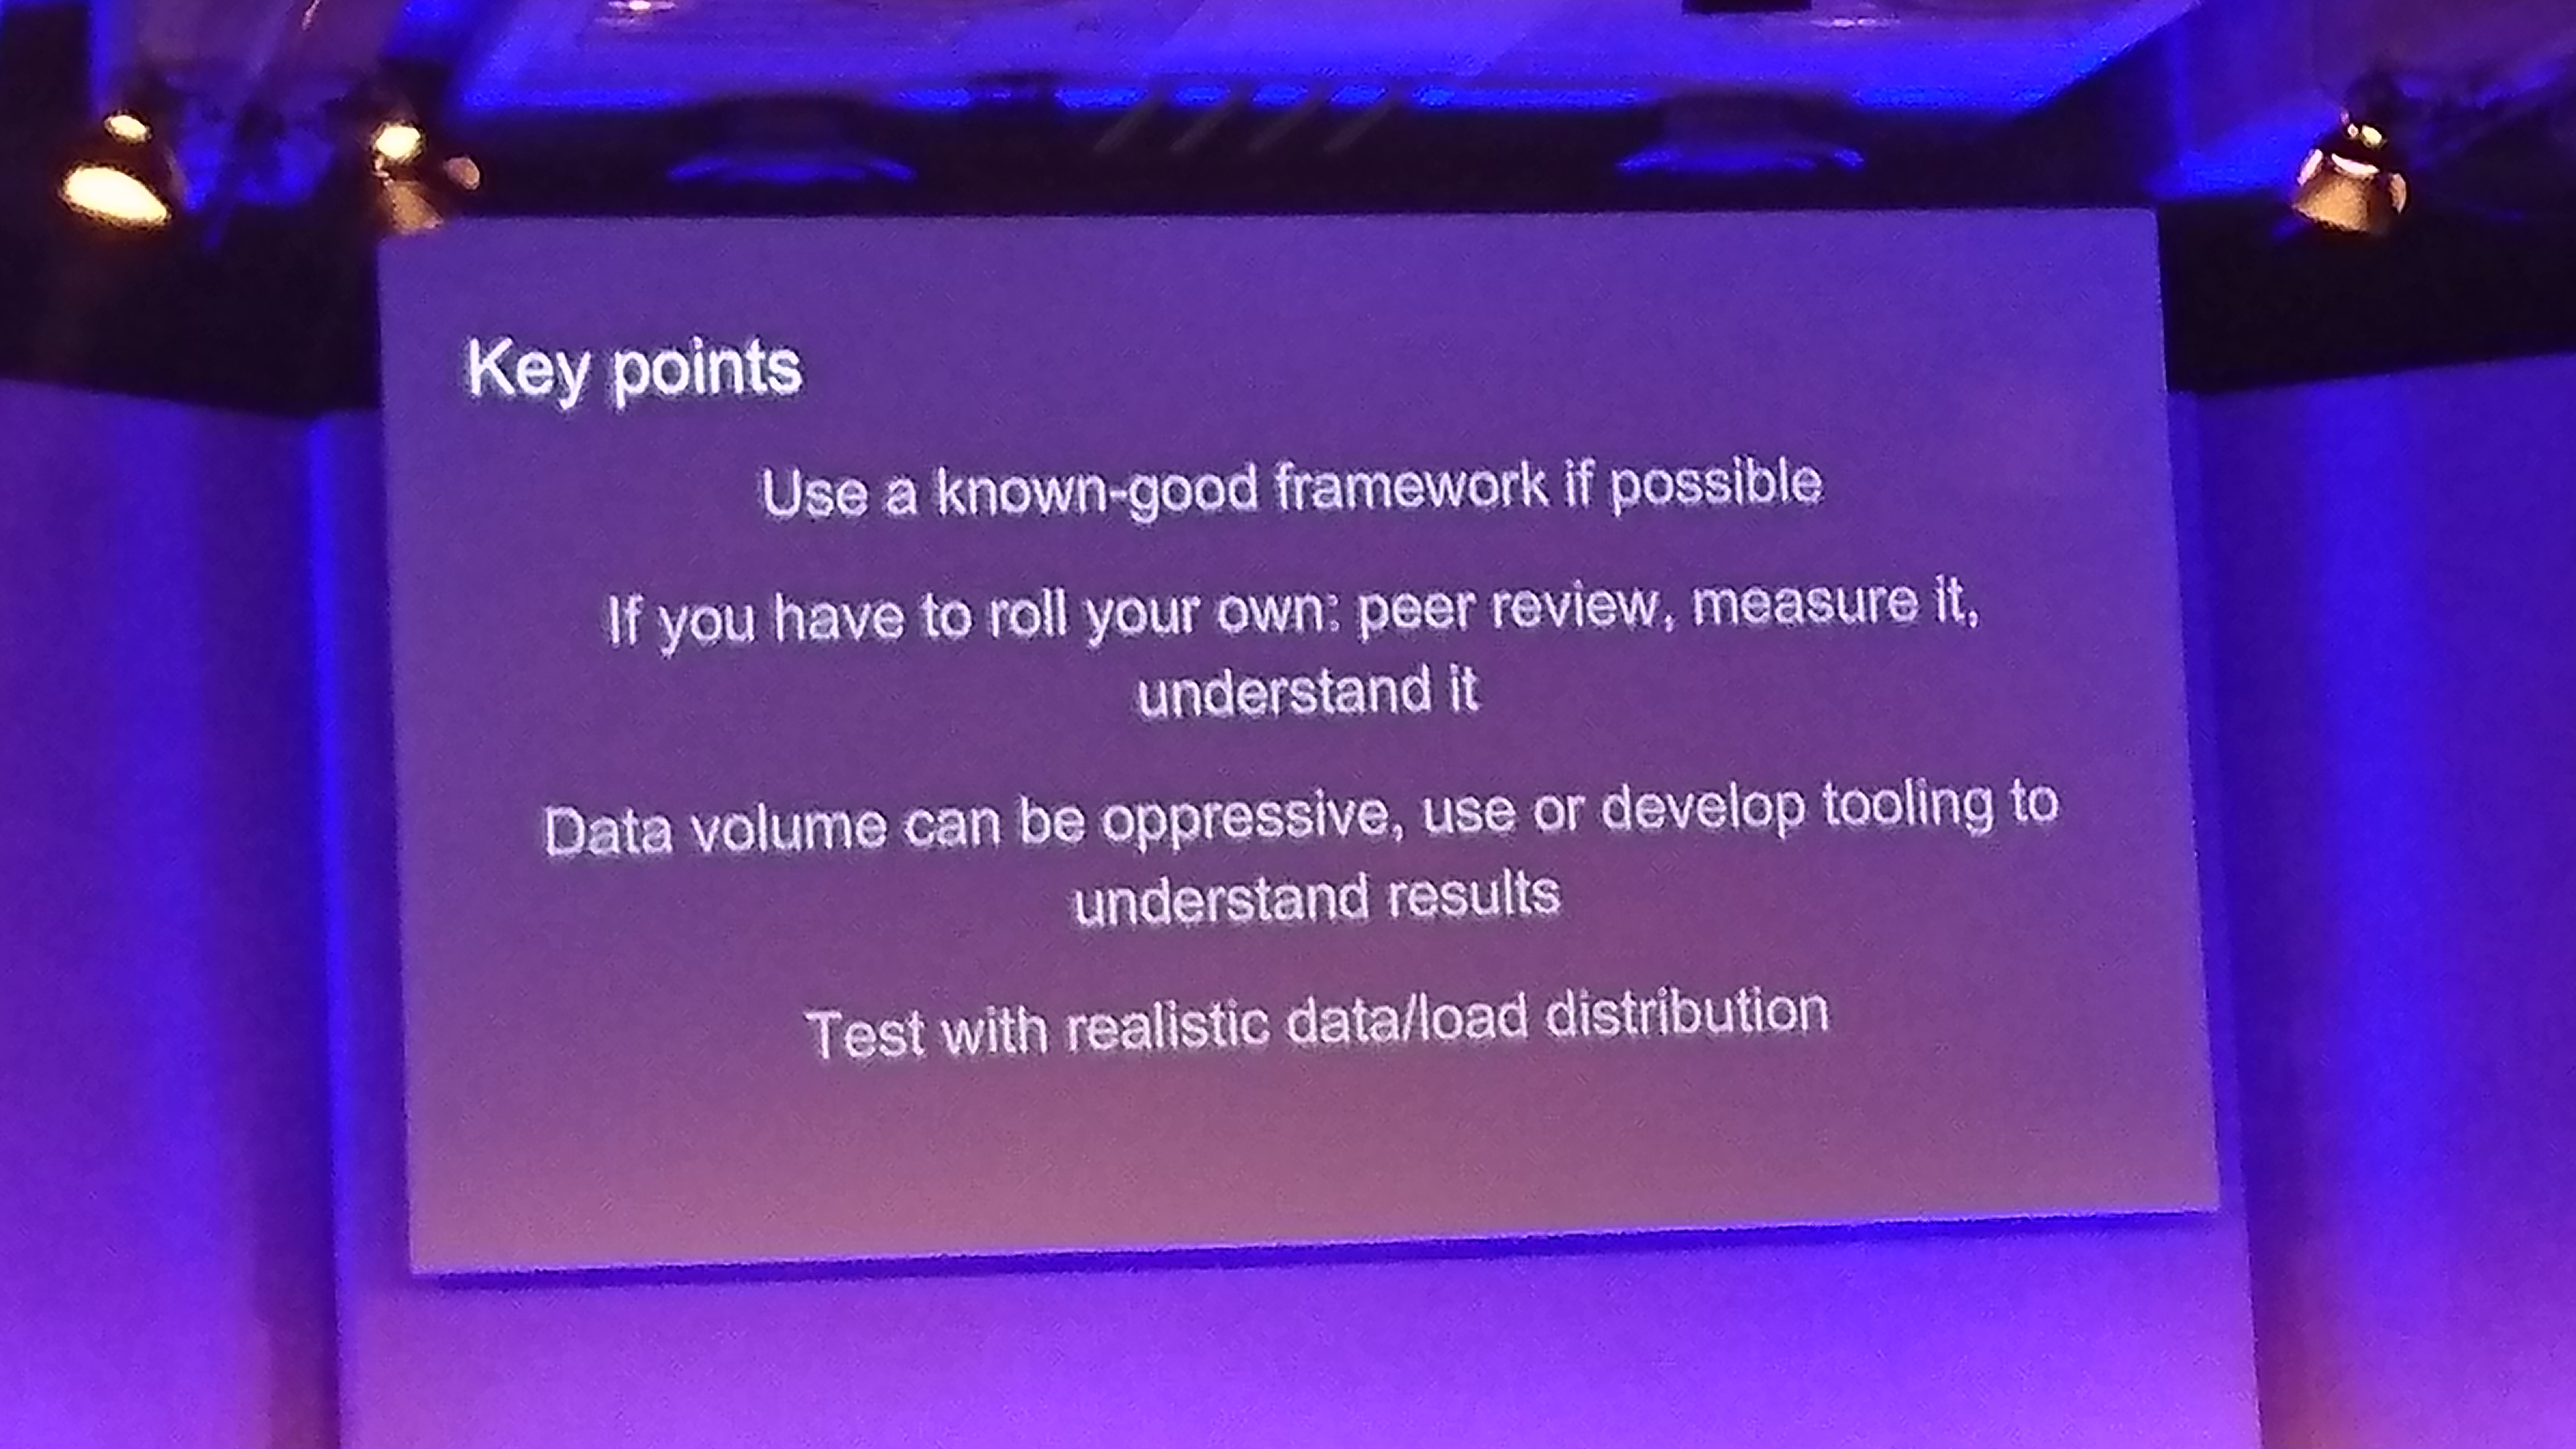 Key points
Use a known-good framework if possible
If you have to roll your own: peer review, measure it,
understand it
Data volume can be oppressive, use or develop tooling to
understand results
Test with realistic data/load distribution